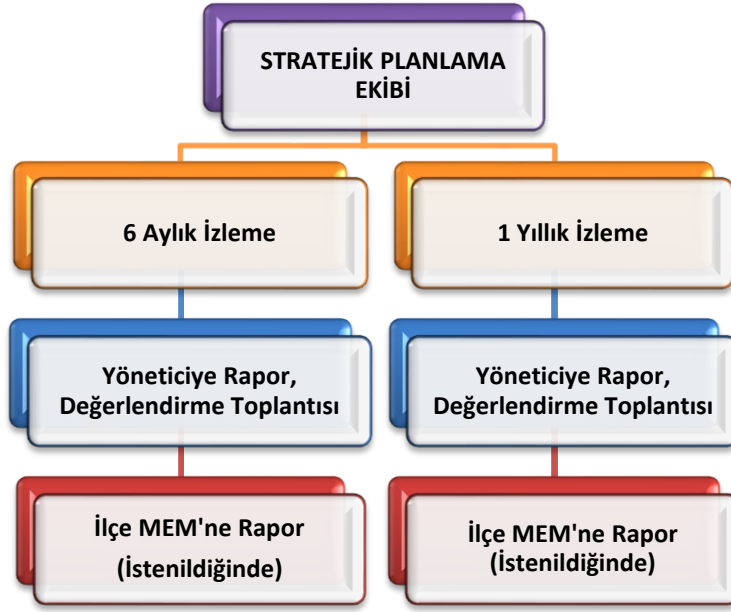 STRATEJİK PLANLAMA
EKİBİ
6 Aylık İzleme
1 Yıllık İzleme
Yöneticiye Rapor,
Değerlendirme Toplantısı
Yöneticiye Rapor,
Değerlendirme Toplantısı
İlçe MEM'ne Rapor
(İstenildiğinde)
İlçe MEM'ne Rapor
(İstenildiğinde)